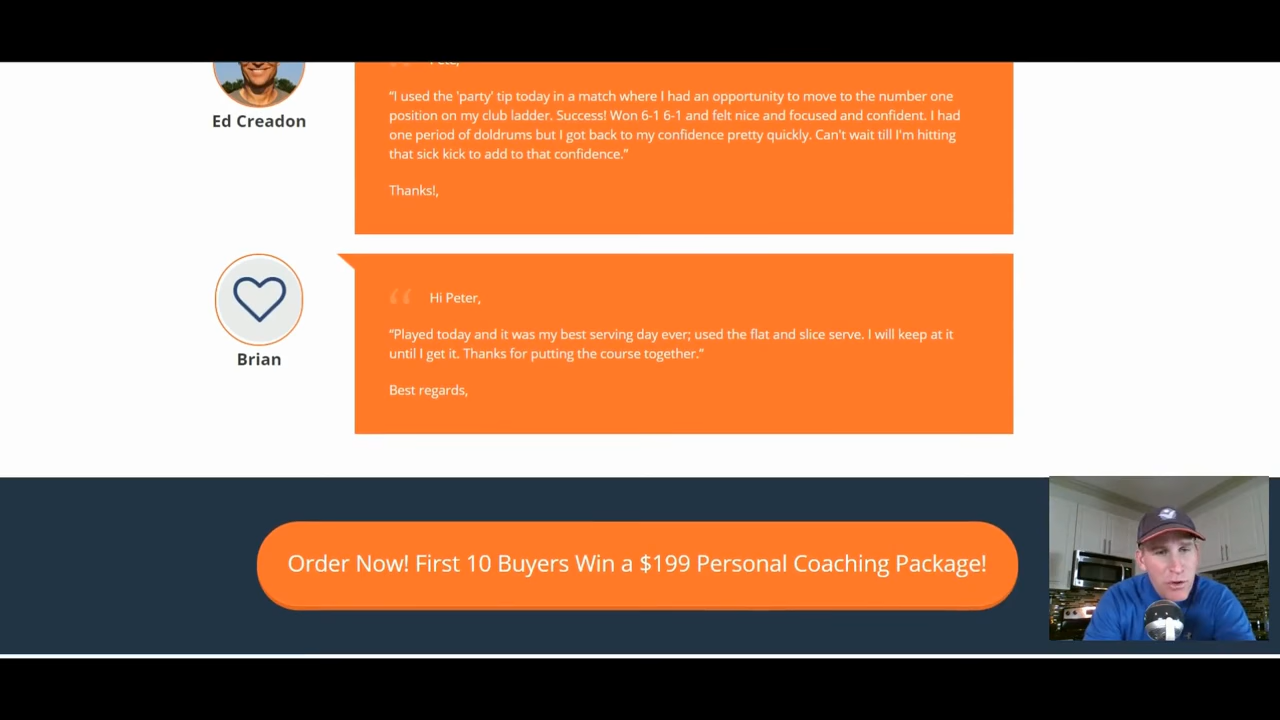 Pete,
“I used the 'party' tip today in a match where I had an opportunity to move to the number one
position on my club ladder. Success! Won 6-1 6-1 and felt nice and focused and confident. I had
one period of doldrums but I got back to my confidence pretty quickly. Can't wait till I'm hitting
that sick kick to add to that confidence.”
Thanks!,
Ed Creadon
“ Hi Peter,
“Played today and it was my best serving day ever; used the flat and slice serve. I will keep at it
until I get it. Thanks for putting the course together.”
Best regards,
Brian
Order Now! First 10 Buyers Win a $199 Personal Coaching Package!